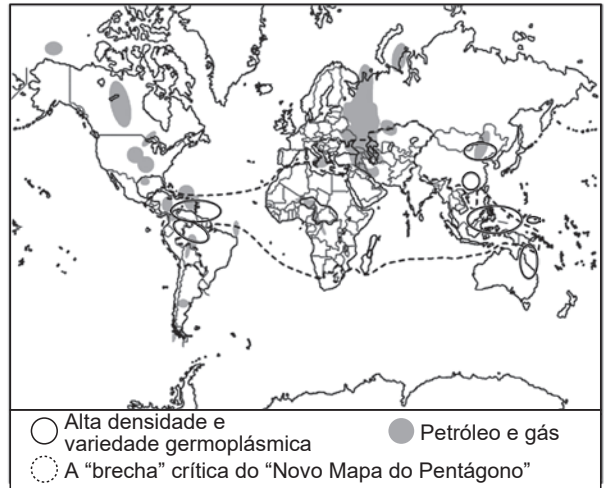 Alta densidade e
variedade germoplásmica
Petróleo e gás
A “brecha” crítica do “Novo Mapa do Pentágono”